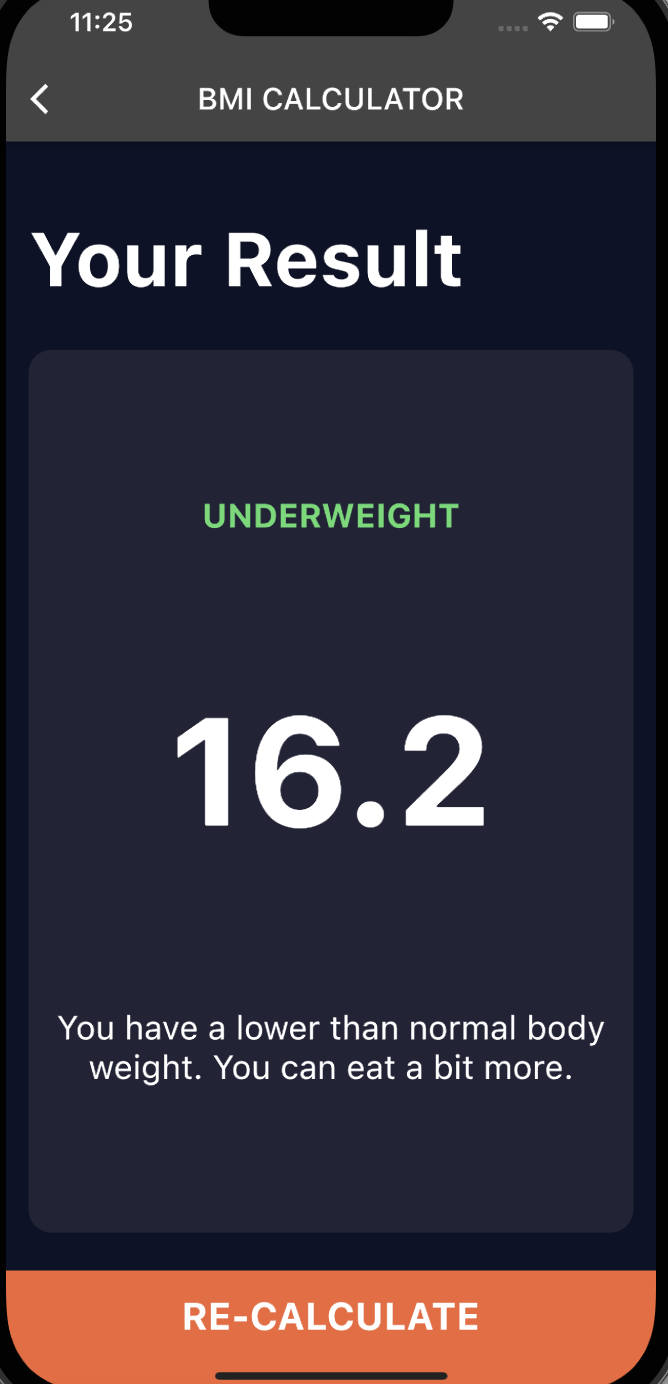 11:25
BMI CALCULATOR
Your Result
UNDERWEIGHT
16.2
You have a lower than normal body
weight. You can eat a bit more.
RE-CALCULATE